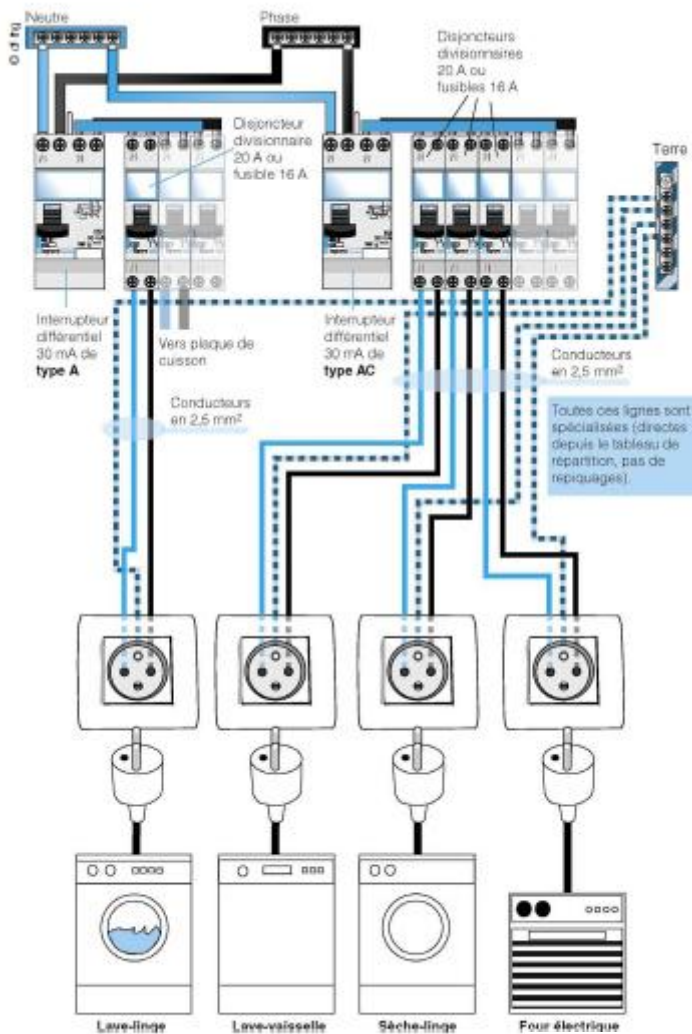 Neutre
Phase
Disjoncteurs
divisionnaires
20 A ou
fusibles 16 A
Disjoncteur
divisionnaire
20 A ou
fusible 16 A
Terre
Interrupteur
différentiel
30 mA de
type A
Vers plaque de
cuisson
Interrupteur
différentiel
30 mA de
type AC
Conducteurs
en 2,5 mm²
Conducteurs
en 2,5 mm²
Toutes ces lignes sont
spécialisées (directes
depuis le tableau de
répartition, pas de
repiquages).
Lave-linge
Lave-vaisselle
Sèche-linge
Four électrique